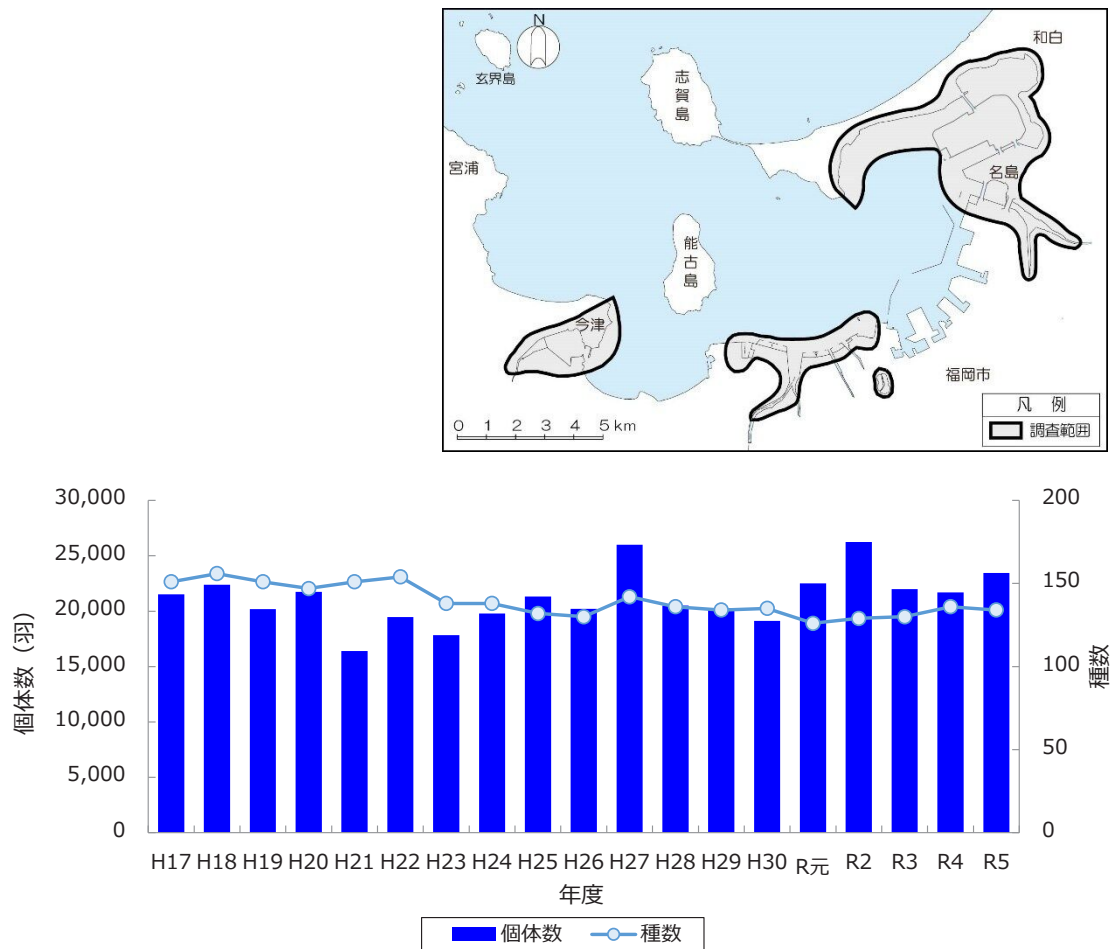 N
和白
玄界島
志賀島
宮浦
名島
能古島
今津
福岡市
凡 例
調査範囲
0 1 2 3 4 5 km
30,000
25,000
20,000
15,000
10,000
5,000
0
個体数（羽）
200
150
100
50
0
種数
H17 H18 H19 H20 H21 H22 H23 H24 H25 H26 H27 H28 H29 H30 R元 R2 R3 R4 R5
年度
個体数 種数